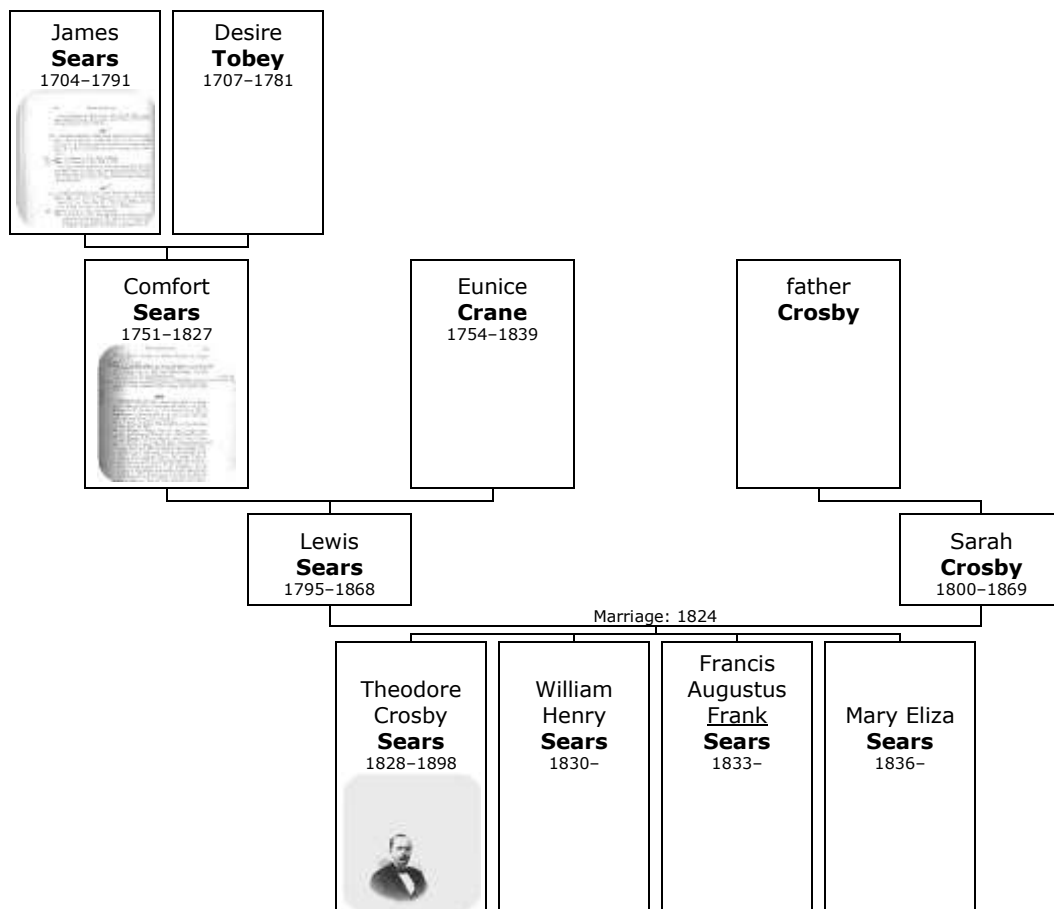 James
Sears
1704–1791
Desire
Tobey
1707–1781
Comfort
Sears
1751–1827
Eunice
Crane
1754–1839
father
Crosby
Lewis
Sears
1795–1868
Sarah
Crosby
1800–1869
Marriage: 1824
Theodore
Crosby
Sears
1828–1898
William
Henry
Sears
1830–
Francis
Augustus
Frank
Sears
1833–
Mary Eliza
Sears
1836–